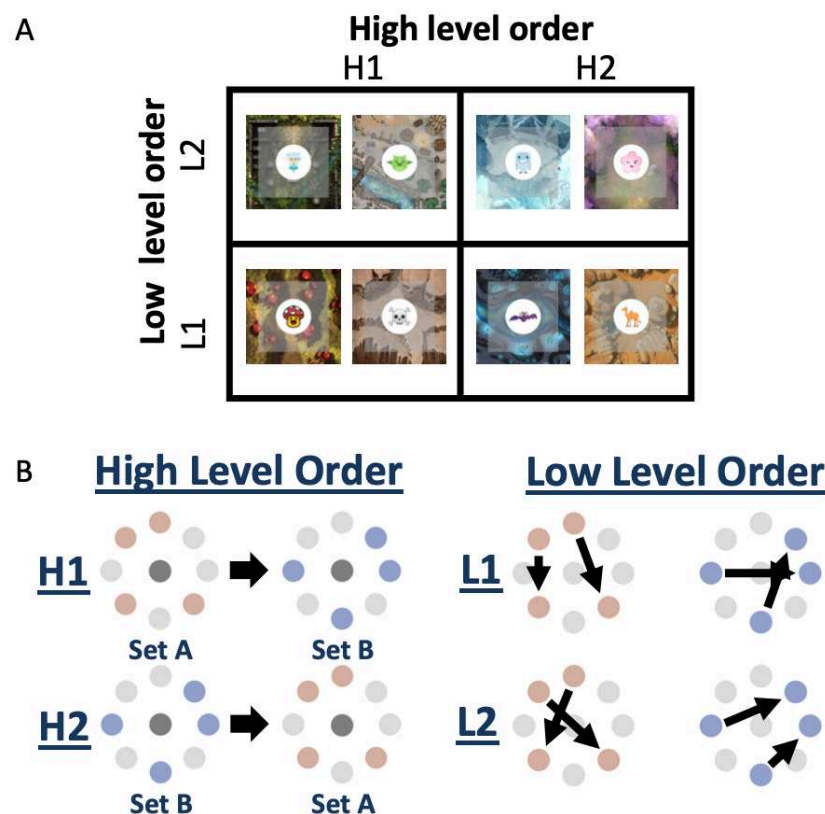 A
High level order
H1 H2
Low level order
L2
L1
B
High Level Order
Low Level Order
H1
Set A
Set B
L1
H2
Set B
Set A
L2